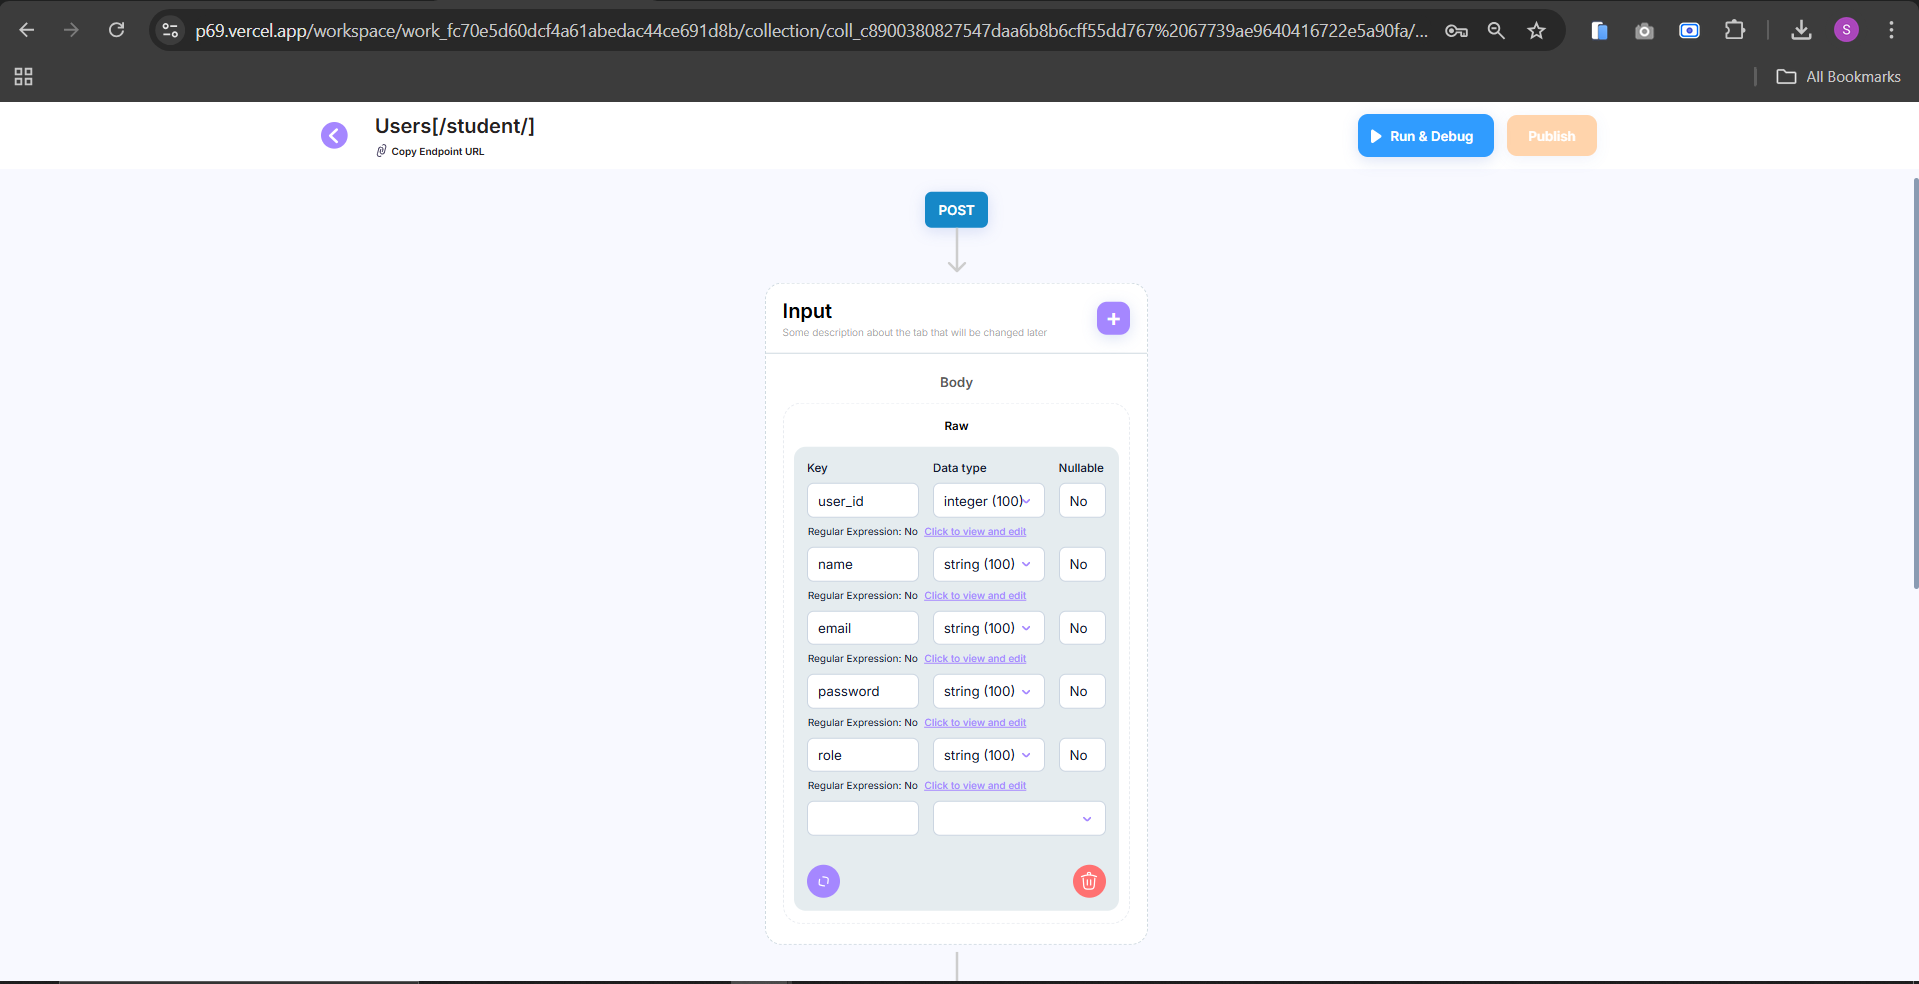 p69.vercel.app/workspace/work_fc70e5d60dcf4a61abedac44ce691d8b/collection/coll_c8900380827547daa6b8b6cff55dd767%2067739ae9640416722e5a90fa/...
S
All Bookmarks
Users[/student/]
Copy Endpoint URL
Run & Debug
Publish
POST
Input
Some description about the tab that will be changed later
Body
Raw
Key Data type Nullable
user_id integer (100) No
Regular Expression: No Click to view and edit
name string (100) No
Regular Expression: No Click to view and edit
email string (100) No
Regular Expression: No Click to view and edit
password string (100) No
Regular Expression: No Click to view and edit
role string (100) No
Regular Expression: No Click to view and edit